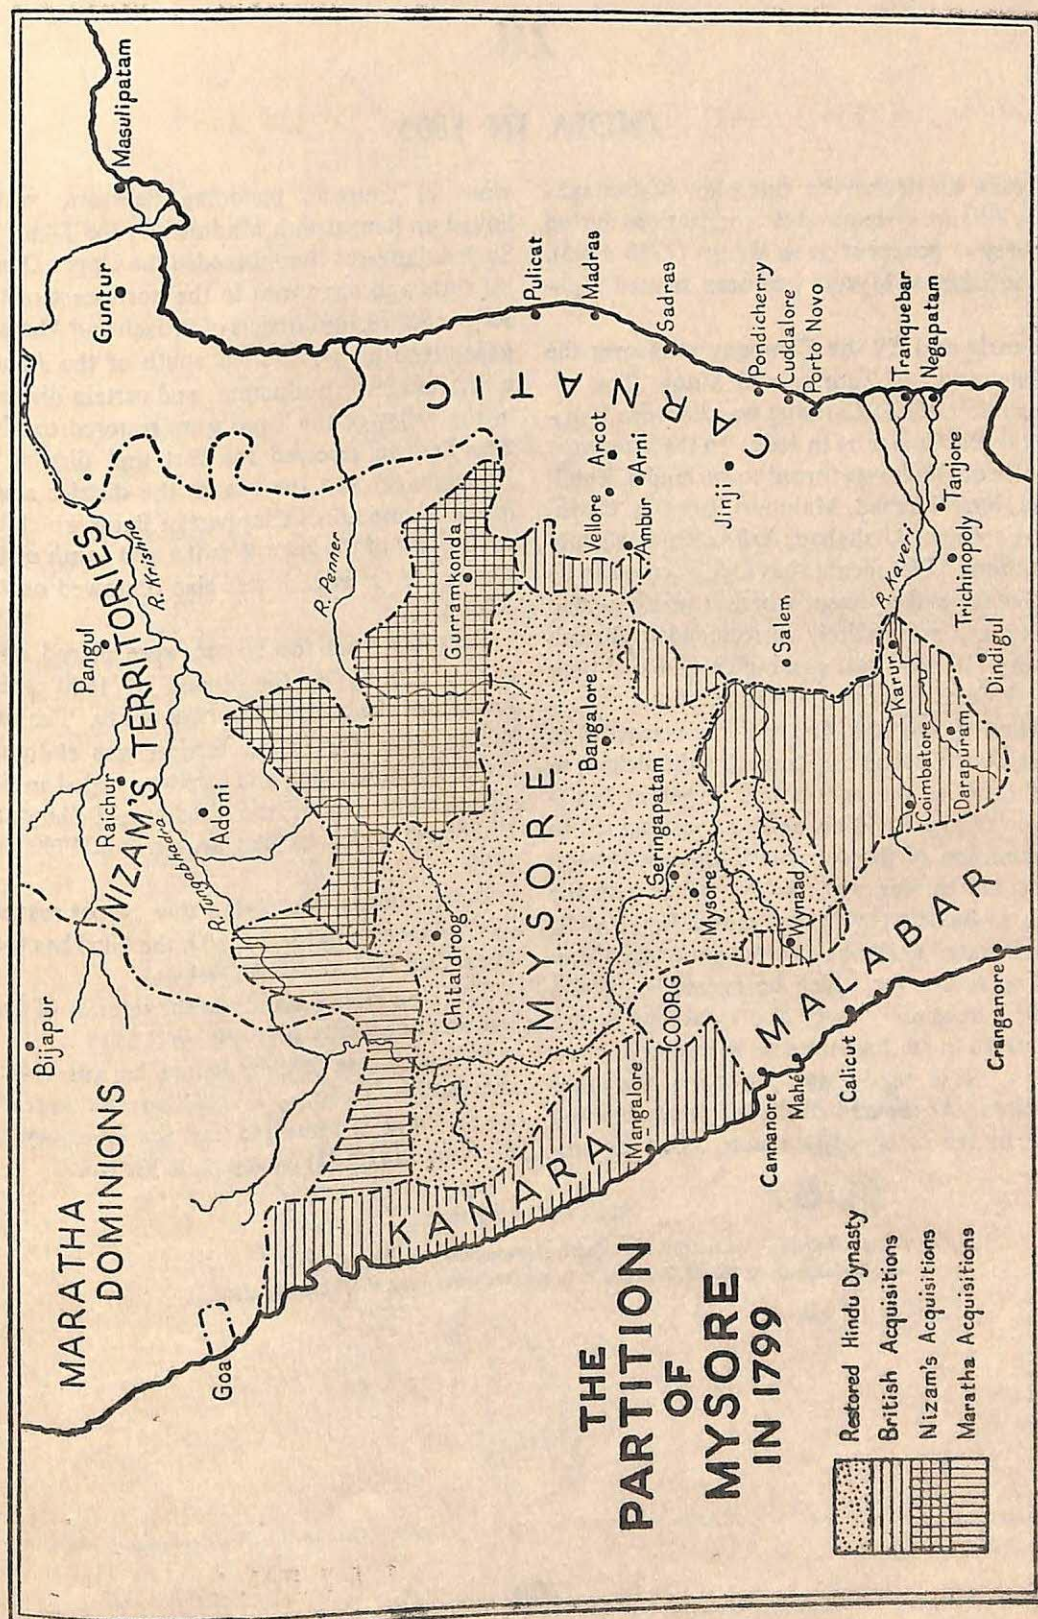 MARATHA
DOMINIONS
Bijapur
NIZAM'S TERRITORIES
Raichur
Pangul
R. Krishna
R. Tungabhadra
Adoni
Guntur
Masulipatam
Goa
KANARA
Chitaldroog
MYSORE
Gurramkonda
R. Penner
CARNATIC
Pulicat
Madras
Sadras
Pondicherry
Cuddalore
Porto Novo
Tranquebar
Negapatam
Vellore
Arcot
Arni
Ambur
Jinji
Bangalore
Seringapatam
Mysore
Wynaad
COORG
Mangalore
Cannanore
Mahé
Calicut
MALABAR
Cranganore
Salem
R. Kaveri
Karur
Coimbatore
Darapuram
Trichinopoly
Tanjore
Dindigul
THE
PARTITION
OF
MYSORE
IN 1799
Restored Hindu Dynasty
British Acquisitions
Nizam's Acquisitions
Maratha Acquisitions